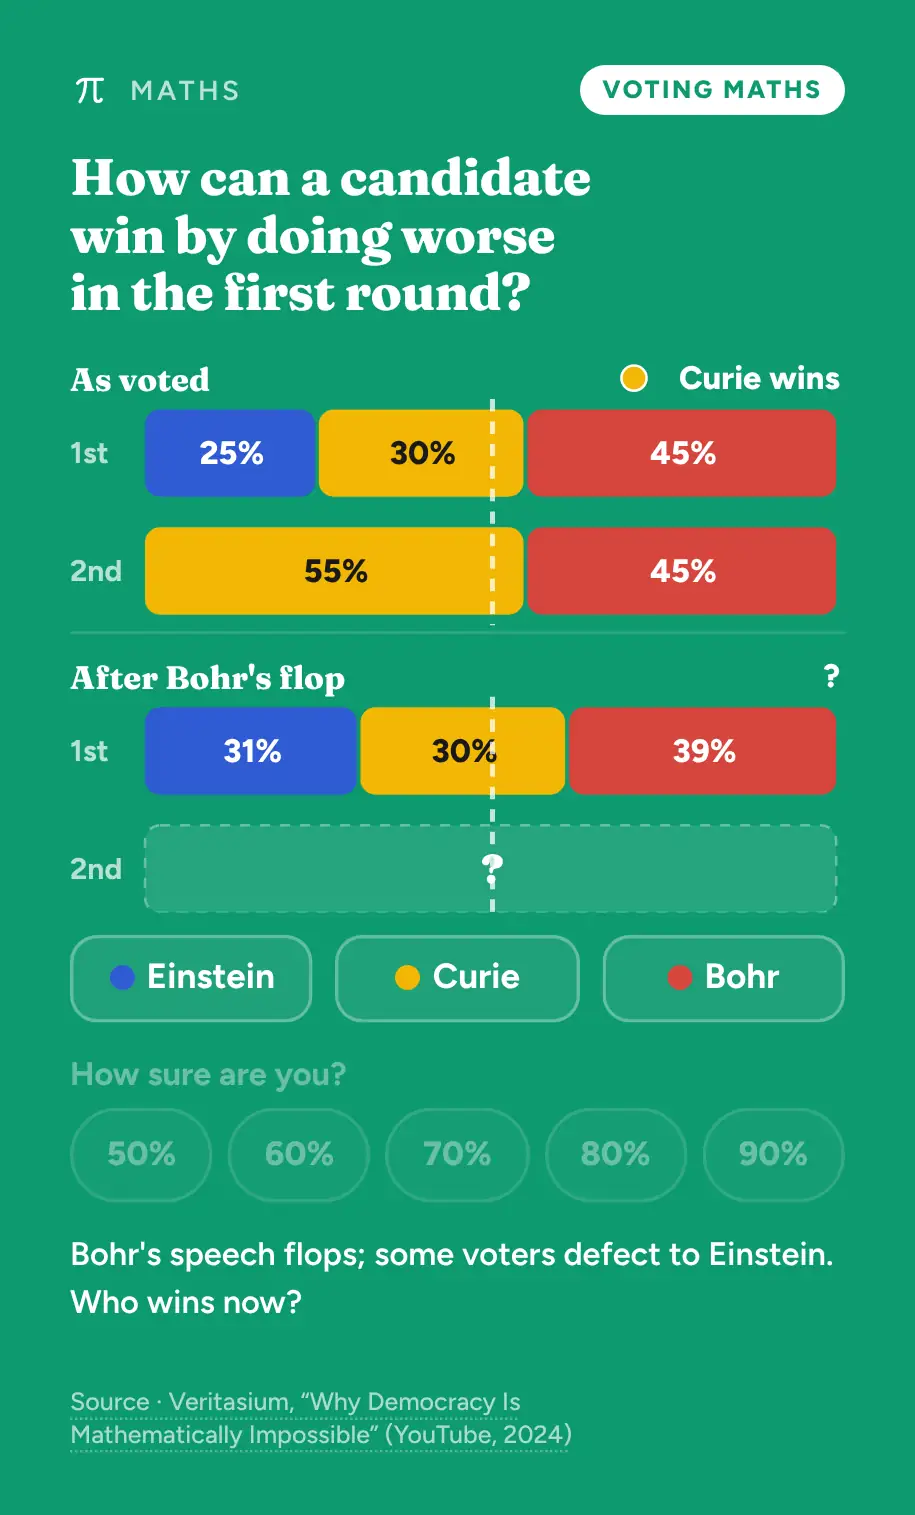 π MATHS
VOTING MATHS
How can a candidate
win by doing worse
in the first round?
As voted
Curie wins
1st
25%
30%
45%
2nd
55%
45%
After Bohr's flop
?
1st
31%
30%
39%
2nd
?
Einstein
Curie
Bohr
How sure are you?
50%
60%
70%
80%
90%
Bohr's speech flops; some voters defect to Einstein.
Who wins now?
Source · Veritasium, “Why Democracy Is
Mathematically Impossible” (YouTube, 2024)